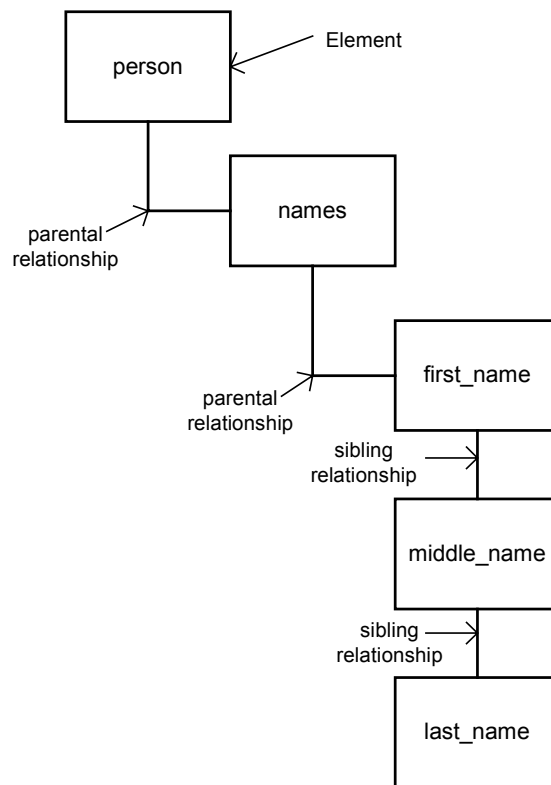 Element
person
names
parental
relationship
first_name
parental
relationship
sibling
relationship
middle_name
sibling
relationship
last_name